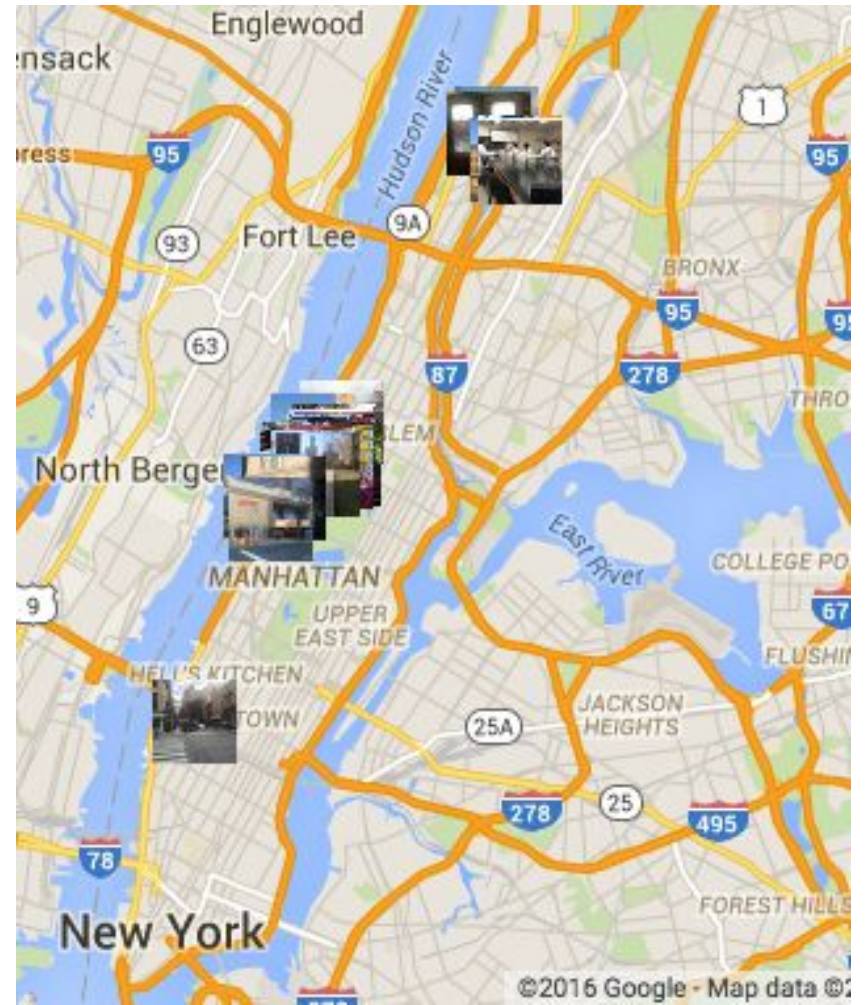 Englewood
ensack
Hudson River
1
95
95
press
9A
93
Fort Lee
BRONX
95
95
63
87
278
THRO
LEM
North Berge
East River
COLLEGE PO
MANHATTAN
9
67
UPPER
EAST SIDE
FLUSHIN
HELL'S KITCHEN
TOWN
JACKSON
HEIGHTS
25A
278
25
495
78
FOREST HILLS
New York
©2016 Google - Map data ©2